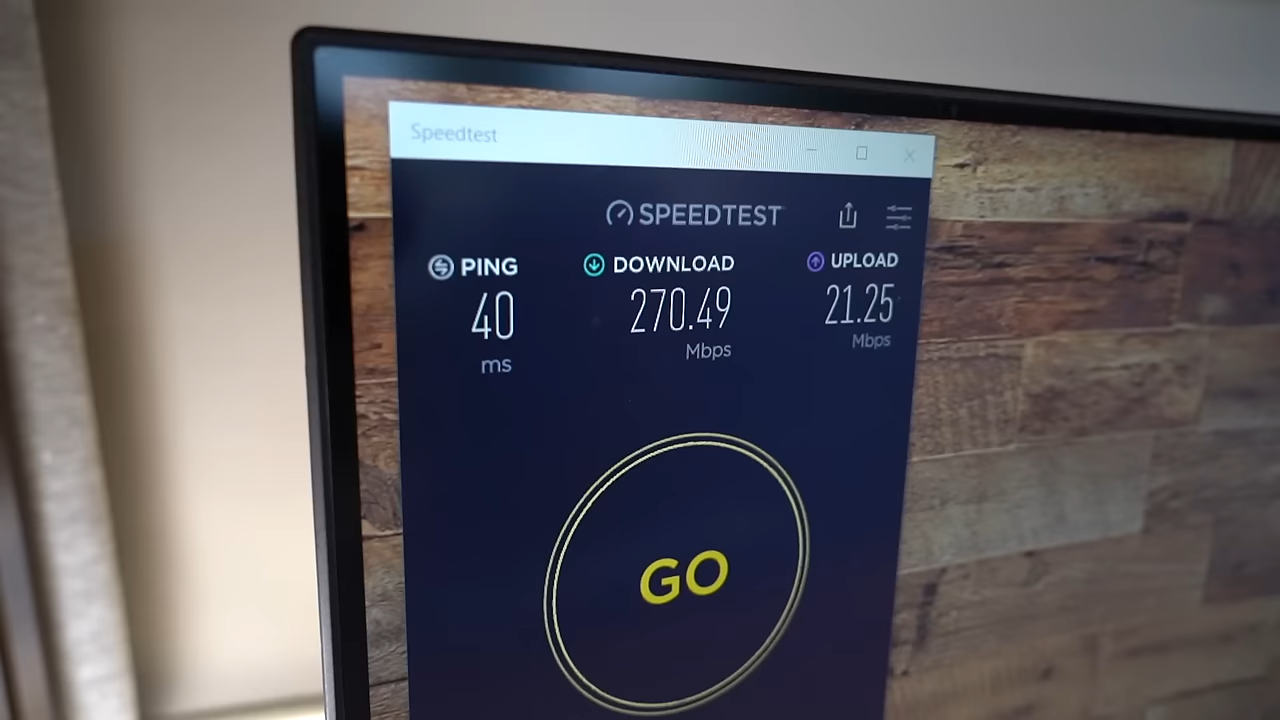 Speedtest
SPEEDTEST
PING DOWNLOAD UPLOAD
40 270.49 21.25
ms Mbps Mbps
GO